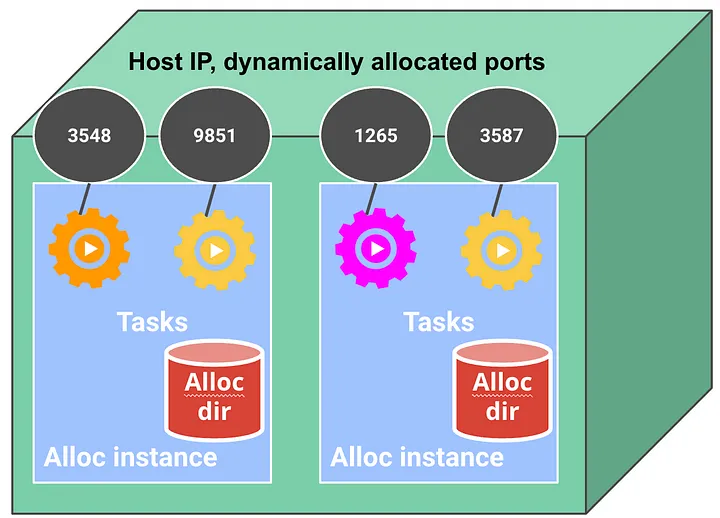 Host IP, dynamically allocated ports
3548
9851
1265
3587
Tasks
Tasks
Alloc
dir
Alloc
dir
Alloc instance
Alloc instance